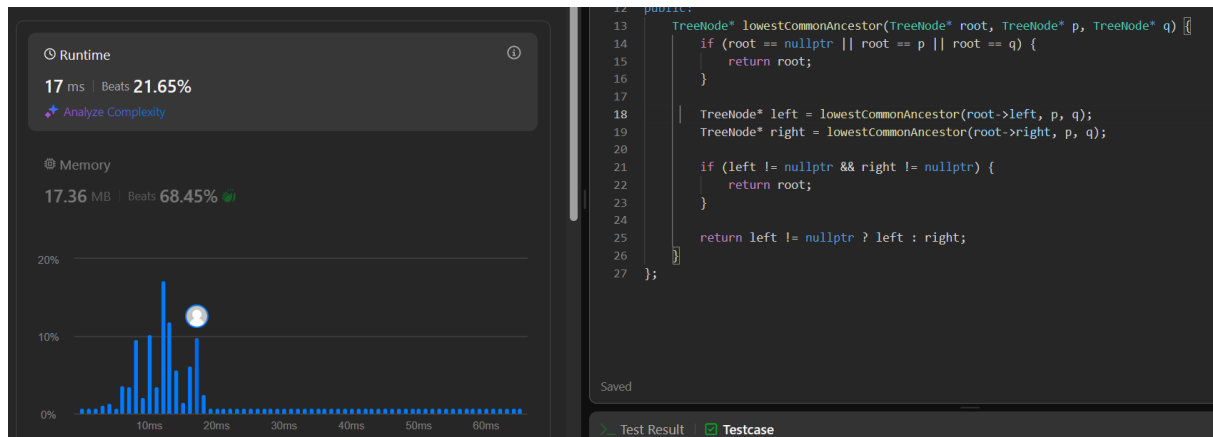 Runtime
17 ms | Beats 21.65%
Analyze Complexity
Memory
17.36 MB | Beats 68.45%
20%
10%
0%
10ms 20ms 30ms 40ms 50ms 60ms
12 public:
13 TreeNode* lowestCommonAncestor(TreeNode* root, TreeNode* p, TreeNode* q) {
14 if (root == nullptr || root == p || root == q) {
15 return root;
16 }
17
18 TreeNode* left = lowestCommonAncestor(root->left, p, q);
19 TreeNode* right = lowestCommonAncestor(root->right, p, q);
20
21 if (left != nullptr && right != nullptr) {
22 return root;
23 }
24
25 return left != nullptr ? left : right;
26 }
27 };
Saved
>_ Test Result | Testcase